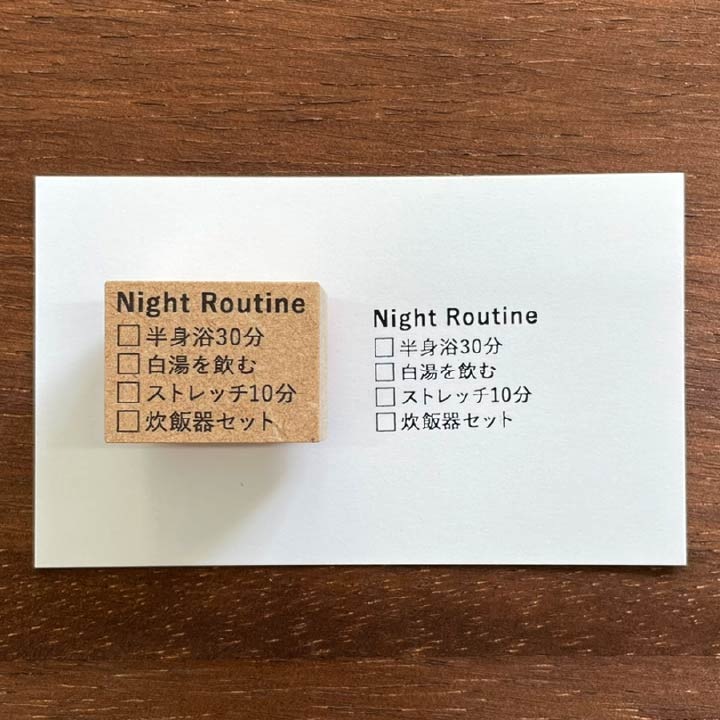 Night Routine
□半身浴30分
□白湯を飲む
□ストレッチ10分
□炊飯器セット
Night Routine
□半身浴30分
□白湯を飲む
□ストレッチ10分
□炊飯器セット